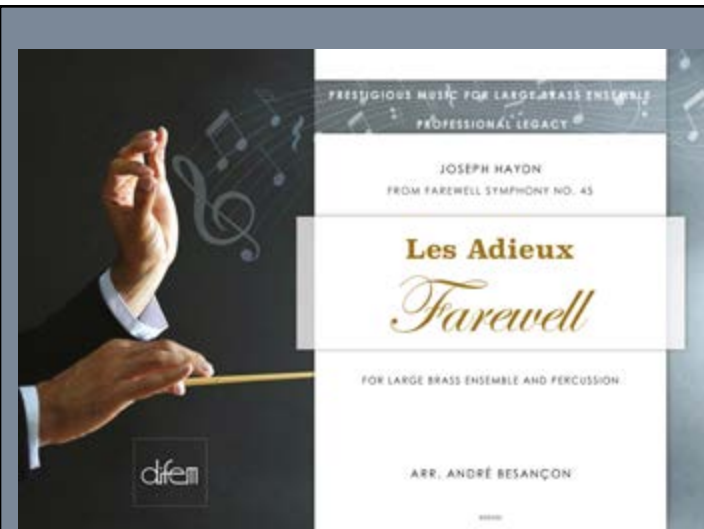 PRESTIGIOUS MUSIC FOR LARGE BRASS ENSEMBLE
PROFESSIONAL LEGACY
JOSEPH HAYDN
FROM FAREWELL SYMPHONY NO. 45
Les Adieux
Farewell
FOR LARGE BRASS ENSEMBLE AND PERCUSSION
difem
ARR. ANDRÉ BESANÇON